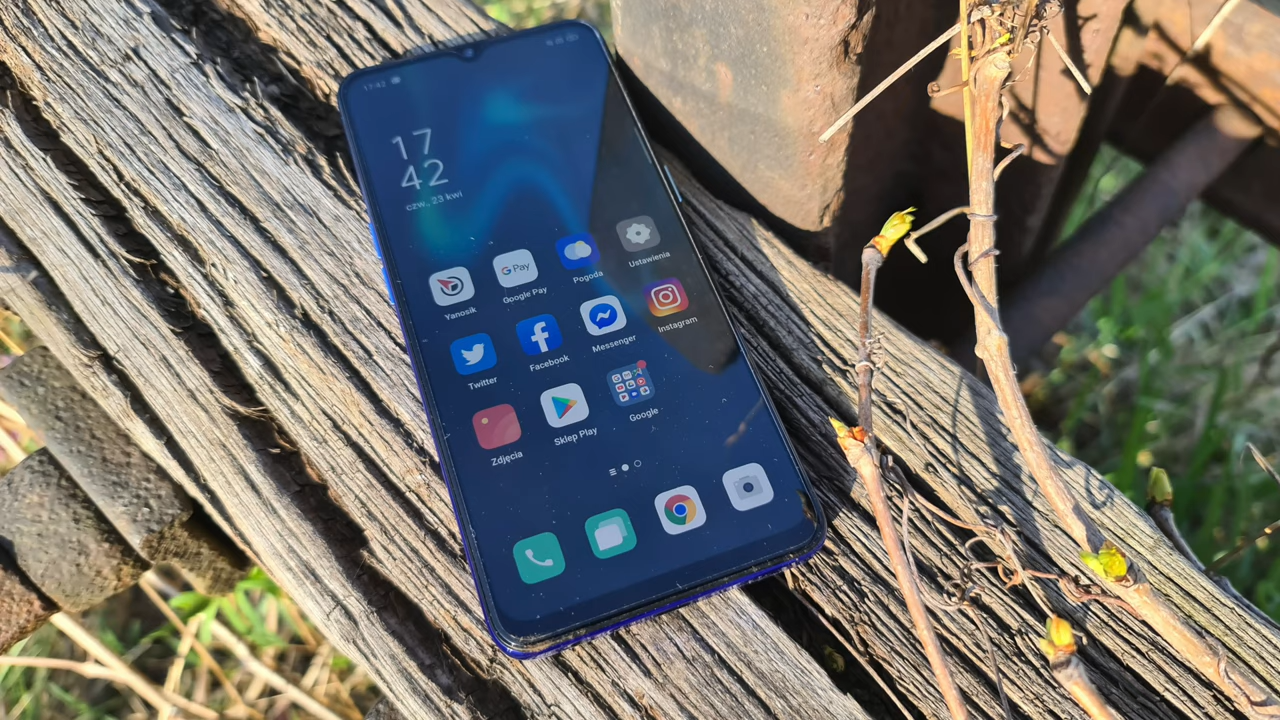 17:42
17
42
czw., 23 kwi
Yanosik
G Pay
Google Pay
Pogoda
Ustawienia
Twitter
Facebook
Messenger
Instagram
Zdjęcia
Sklep Play
Google